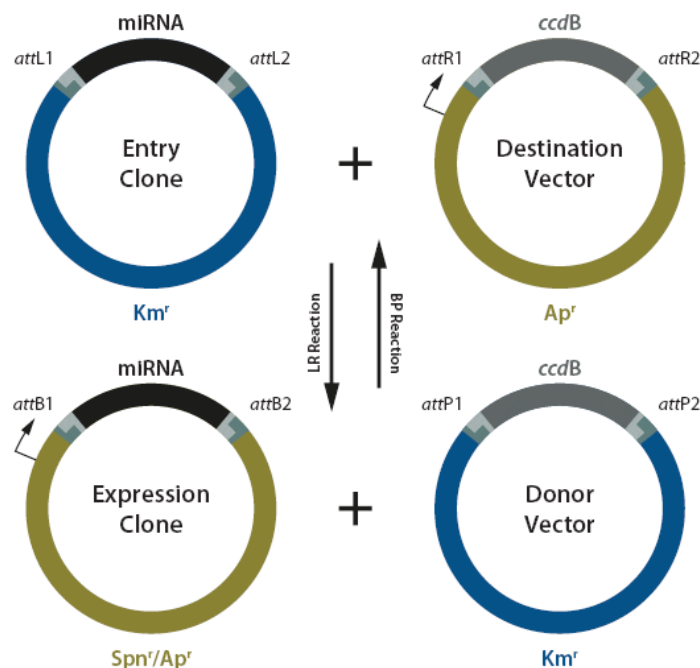 miRNA
ccdB
attL1
attL2
attR1
attR2
Entry
Clone
+
Destination
Vector
Kmʳ
Apʳ
LR Reaction
BP Reaction
miRNA
ccdB
attB1
attB2
attP1
attP2
Expression
Clone
+
Donor
Vector
Spnʳ/Apʳ
Kmʳ